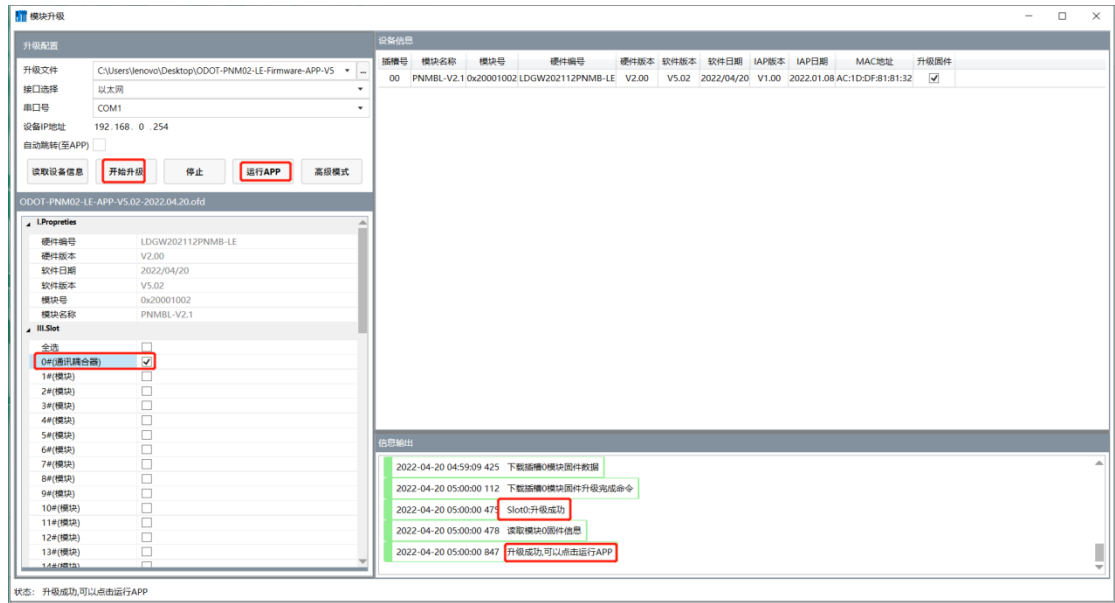 模块升级
升级配置
升级文件 C:\Users\lenovo\Desktop\ODOT-PNM02-LE-Firmware-APP-V5 ...
接口选择 以太网
串口号 COM1
设备IP地址 192.168. 0 .254
自动跳转(至APP)
读取设备信息 开始升级 停止 运行APP 高级模式
ODOT-PNM02-LE-APP-V5.02-2022.04.20.ofd
I.Propreties
硬件编号 LDGW202112PNMB-LE
硬件版本 V2.00
软件日期 2022/04/20
软件版本 V5.02
模块号 0x20001002
模块名称 PNMBL-V2.1
III.Slot
全选
0#(通讯耦合器)
1#(模块)
2#(模块)
3#(模块)
4#(模块)
5#(模块)
6#(模块)
7#(模块)
8#(模块)
9#(模块)
10#(模块)
11#(模块)
12#(模块)
13#(模块)
14#(模块)
设备信息
插槽号 模块名称 模块号 硬件编号 硬件版本 软件版本 软件日期 IAP版本 IAP日期 MAC地址 升级固件
00 PNMBL-V2.1 0x20001002 LDGW202112PNMB-LE V2.00 V5.02 2022/04/20 V1.00 2022.01.08 AC:1D:DF:81:81:32
信息输出
2022-04-20 04:59:09 425 下载插槽0模块固件数据
2022-04-20 05:00:00 112 下载插槽0模块固件升级完成命令
2022-04-20 05:00:00 475 Slot0:升级成功
2022-04-20 05:00:00 478 读取模块0固件信息
2022-04-20 05:00:00 847 升级成功,可以点击运行APP
状态: 升级成功,可以点击运行APP